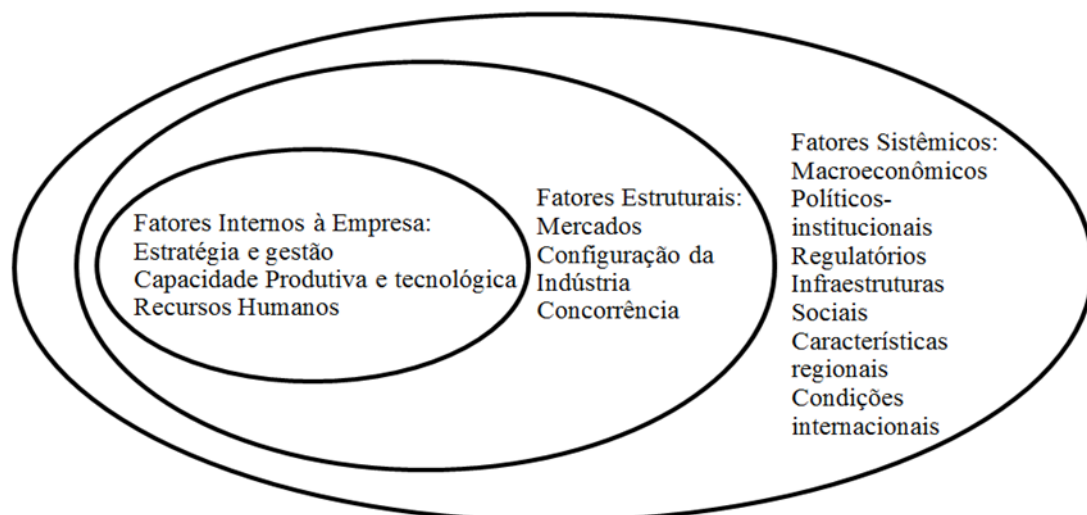 Fatores Internos à Empresa:
Estratégia e gestão
Capacidade Produtiva e tecnológica
Recursos Humanos
Fatores Estruturais:
Mercados
Configuração da
Indústria
Concorrência
Fatores Sistêmicos:
Macroeconômicos
Políticos-
institucionais
Regulatórios
Infraestruturas
Sociais
Características
regionais
Condições
internacionais